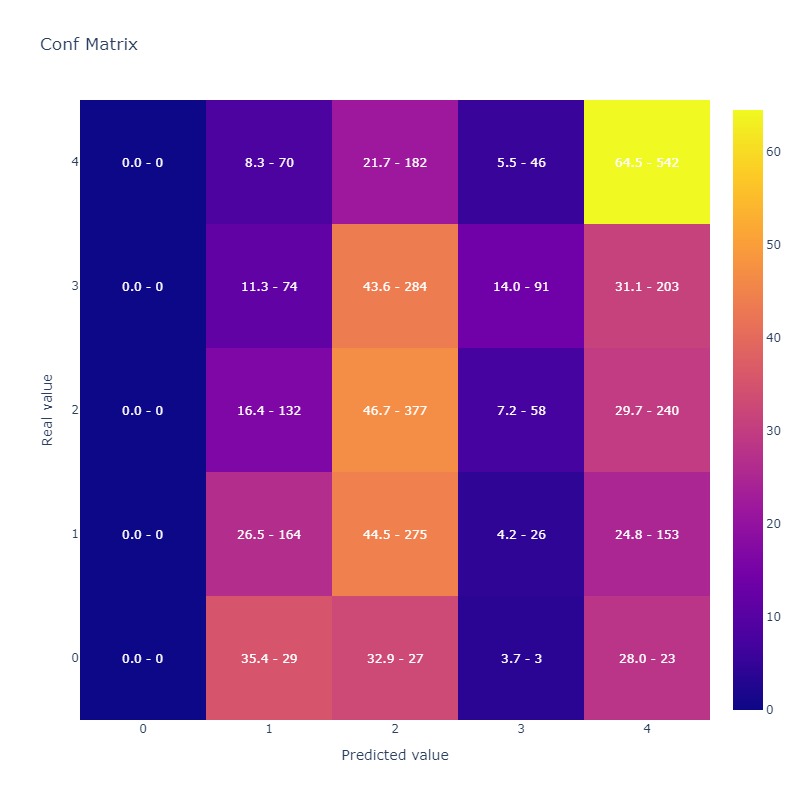 Conf Matrix
4 0.0 - 0 8.3 - 70 21.7 - 182 5.5 - 46 64.5 - 542
3 0.0 - 0 11.3 - 74 43.6 - 284 14.0 - 91 31.1 - 203
2 0.0 - 0 16.4 - 132 46.7 - 377 7.2 - 58 29.7 - 240
1 0.0 - 0 26.5 - 164 44.5 - 275 4.2 - 26 24.8 - 153
0 0.0 - 0 35.4 - 29 32.9 - 27 3.7 - 3 28.0 - 23
0 1 2 3 4
Predicted value
Real value
60
50
40
30
20
10
0